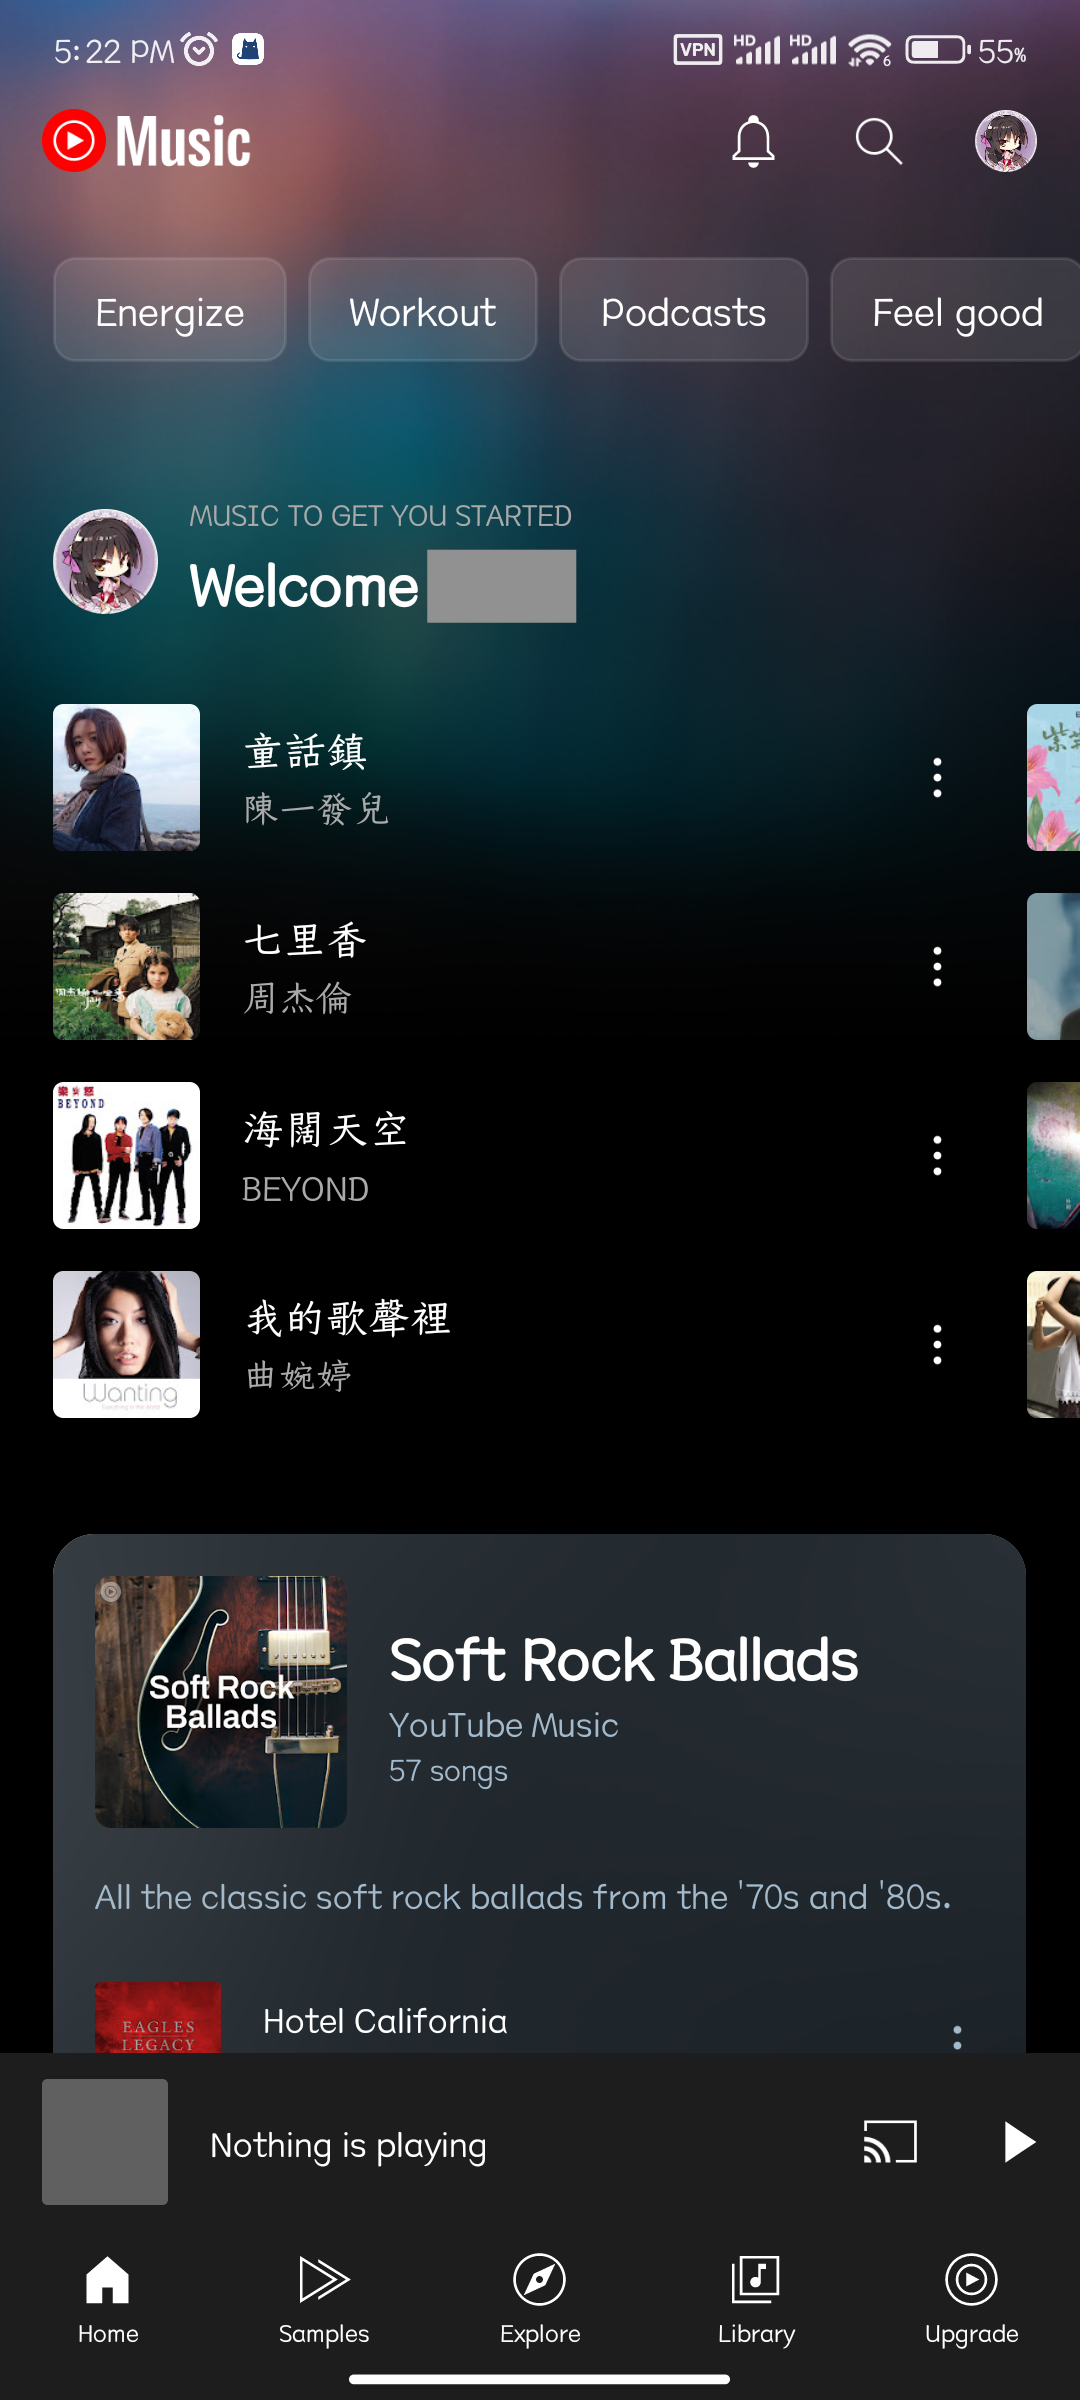 5:22 PM
VPN HD HD 6 55%
Music
Energize
Workout
Podcasts
Feel good
MUSIC TO GET YOU STARTED
Welcome
童話鎮
陳一發兒
七里香
周杰倫
BEYOND
海闊天空
BEYOND
我的歌聲裡
曲婉婷
Wanting
Soft Rock
Ballads
Soft Rock Ballads
YouTube Music
57 songs
All the classic soft rock ballads from the '70s and '80s.
EAGLES
LEGACY
Hotel California
Nothing is playing
Home
Samples
Explore
Library
Upgrade